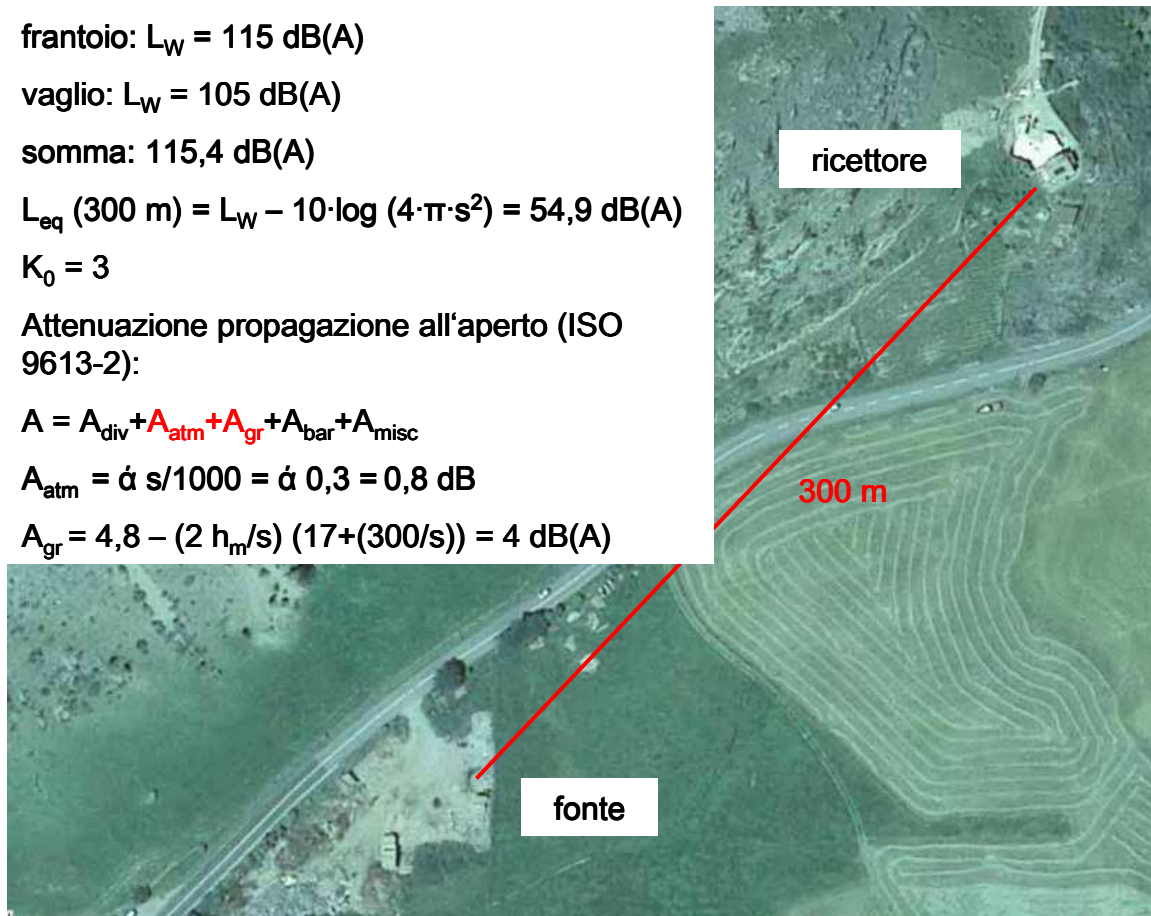 frantoio: LW = 115 dB(A)
vaglio: LW = 105 dB(A)
somma: 115,4 dB(A)
Leq (300 m) = LW – 10·log (4·π·s²) = 54,9 dB(A)
K0 = 3
Attenuazione propagazione all'aperto (ISO
9613-2):
A = Adiv+Aatm+Agr+Abar+Amisc
Aatm = ά s/1000 = ά 0,3 = 0,8 dB
Agr = 4,8 – (2 hm/s) (17+(300/s)) = 4 dB(A)
ricettore
300 m
fonte